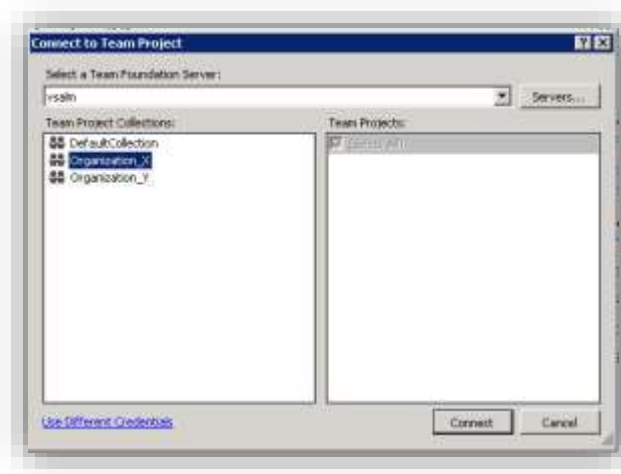 Connect to Team Project
Select a Team Foundation Server:
vsalm
Servers...
Team Project Collections:
Team Projects:
DefaultCollection
Organization_X
Organization_Y
Use Different Credentials
Connect
Cancel